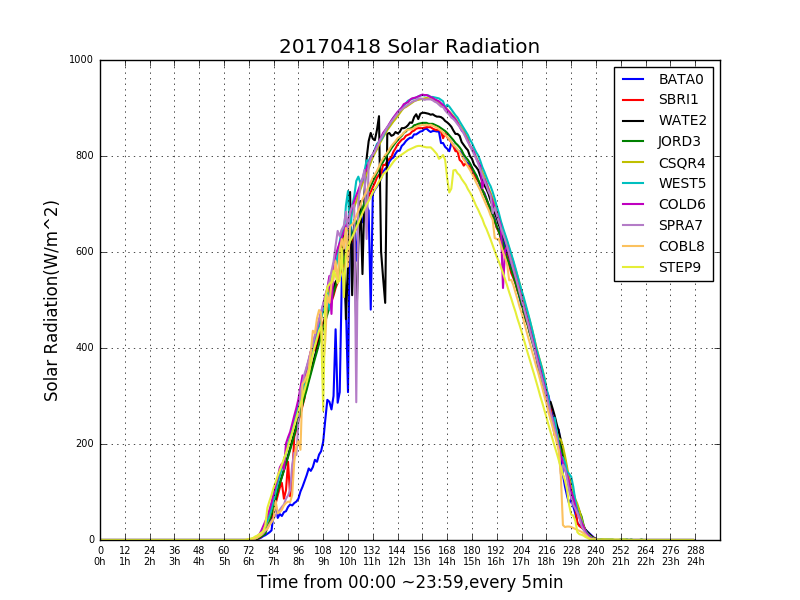 20170418 Solar Radiation
Solar Radiation(W/m^2)
1000
800
600
400
200
0
BATA0
SBRI1
WATE2
JORD3
CSQR4
WEST5
COLD6
SPRA7
COBL8
STEP9
0 12 24 36 48 60 72 84 96 108 120 132 144 156 168 180 192 204 216 228 240 252 264 276 288
0h 1h 2h 3h 4h 5h 6h 7h 8h 9h 10h 11h 12h 13h 14h 15h 16h 17h 18h 19h 20h 21h 22h 23h 24h
Time from 00:00 ~23:59,every 5min